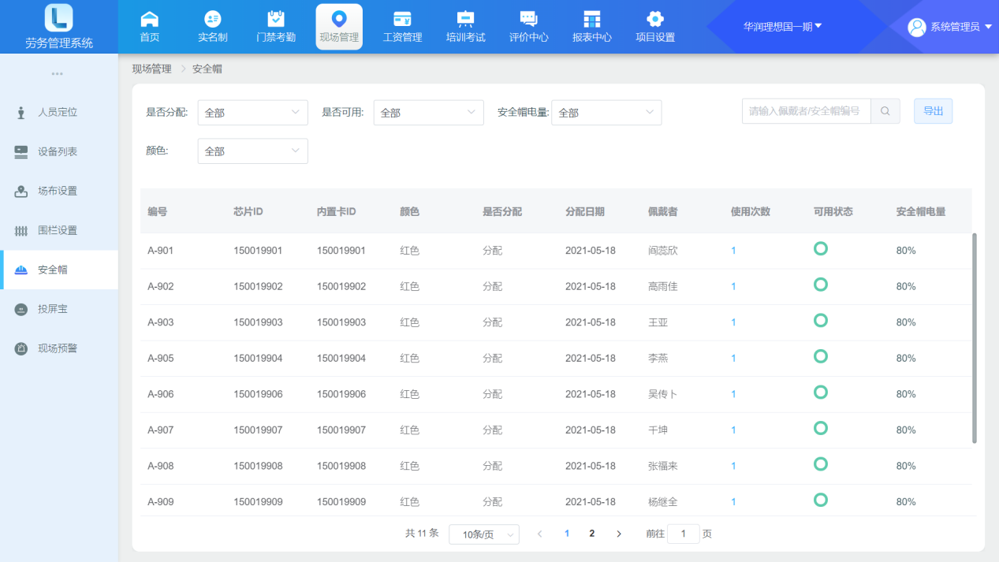 劳务管理系统
首页
实名制
门禁考勤
现场管理
工资管理
培训考试
评价中心
报表中心
项目设置
华润理想国一期
系统管理员
人员定位
设备列表
场布设置
围栏设置
安全帽
投屏宝
现场预警
现场管理 > 安全帽
是否分配: 全部 是否可用: 全部 安全帽电量: 全部 请输入佩戴者/安全帽编号 导出
颜色: 全部
编号 芯片ID 内置卡ID 颜色 是否分配 分配日期 佩戴者 使用次数 可用状态 安全帽电量
A-901 150019901 150019901 红色 分配 2021-05-18 阎蕊欣 1 80%
A-902 150019902 150019902 红色 分配 2021-05-18 高雨佳 1 80%
A-903 150019903 150019903 红色 分配 2021-05-18 王亚 1 80%
A-905 150019904 150019904 红色 分配 2021-05-18 李燕 1 80%
A-906 150019906 150019906 红色 分配 2021-05-18 吴传卜 1 80%
A-907 150019907 150019907 红色 分配 2021-05-18 干坤 1 80%
A-908 150019908 150019908 红色 分配 2021-05-18 张福来 1 80%
A-909 150019909 150019909 红色 分配 2021-05-18 杨继全 1 80%
共 11 条 10条/页 < 1 2 > 前往 1 页